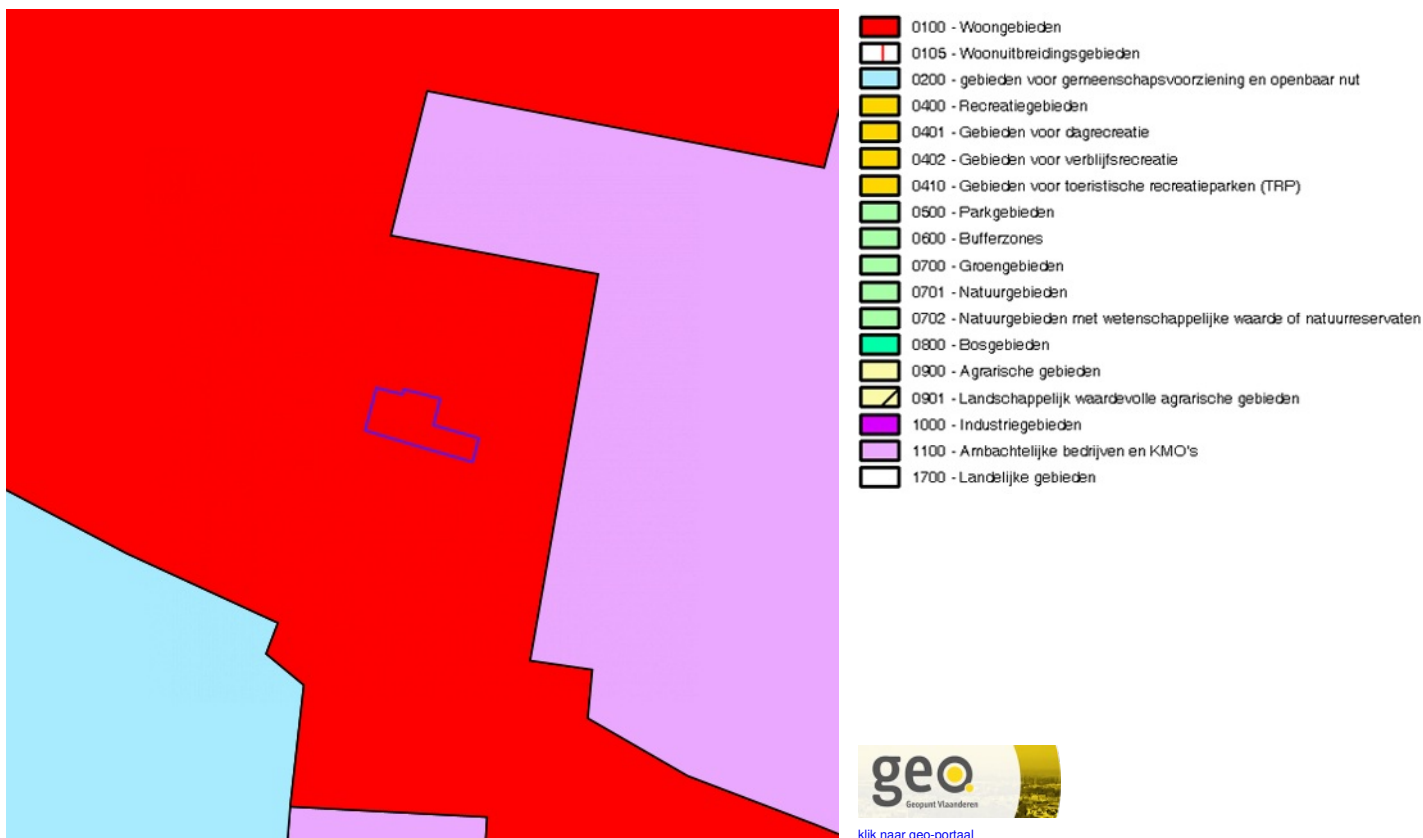 0100 - Woongebieden
0105 - Woonuitbreidingsgebieden
0200 - gebieden voor gemeenschapsvoorziening en openbaar nut
0400 - Recreatiegebieden
0401 - Gebieden voor dagrecreatie
0402 - Gebieden voor verblijfsrecreatie
0410 - Gebieden voor toeristische recreatieparken (TRP)
0500 - Parkgebieden
0600 - Bufferzones
0700 - Groengebieden
0701 - Natuurgebieden
0702 - Natuurgebieden met wetenschappelijke waarde of natuurreservaten
0800 - Bosgebieden
0900 - Agrarische gebieden
0901 - Landschappelijk waardevolle agrarische gebieden
1000 - Industriegebieden
1100 - Ambachtelijke bedrijven en KMO's
1700 - Landelijke gebieden
geo.
Geopunt Vlaanderen
klik naar geo-portaal